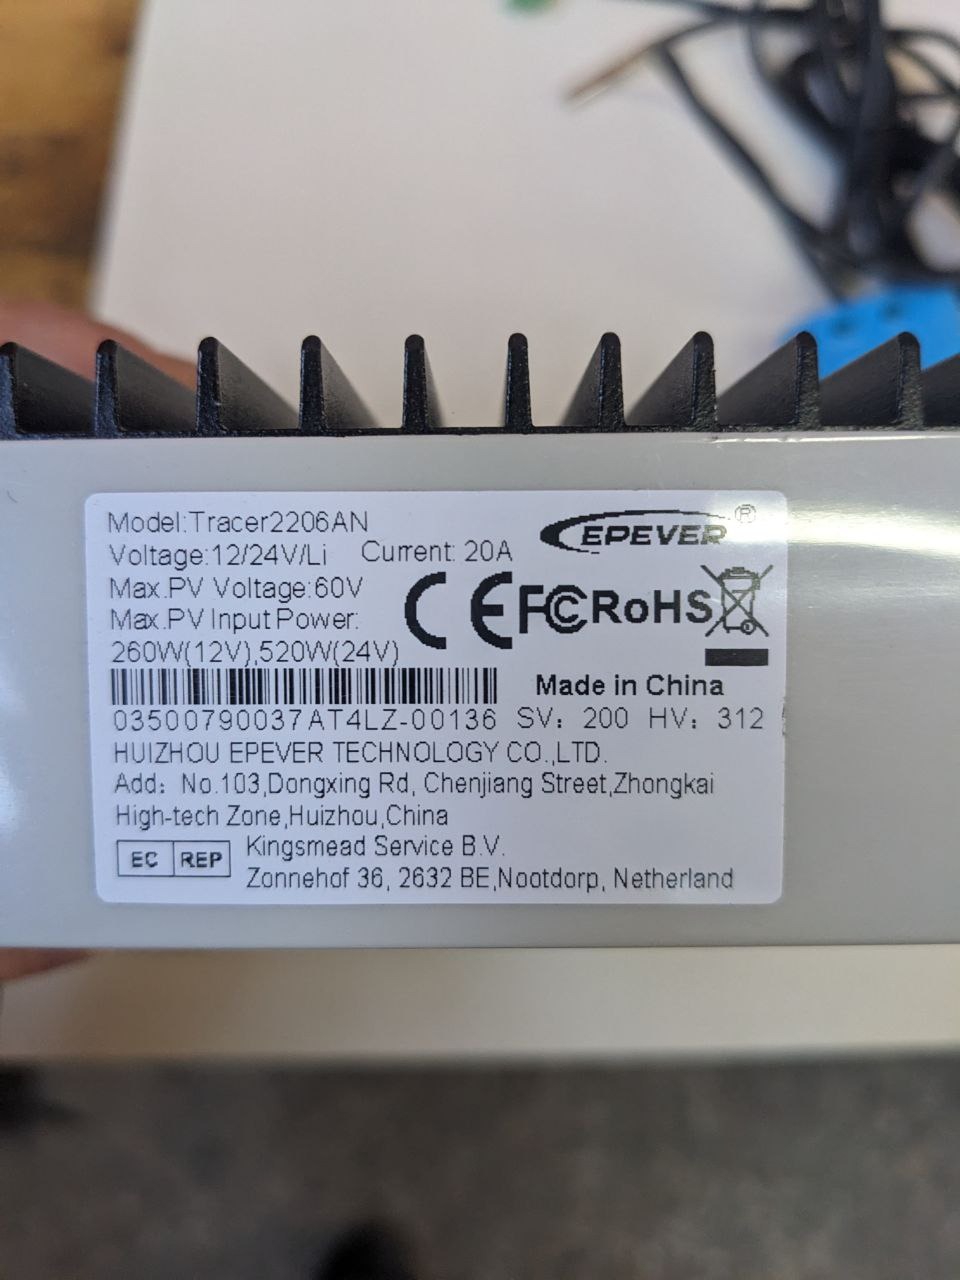 Model:Tracer2206AN
EPEVER®
Voltage:12/24V/Li Current: 20A
Max.PV Voltage:60V
CE FC RoHS
Max.PV Input Power:
260W(12V),520W(24V)
Made in China
03500790037AT4LZ-00136 SV: 200 HV: 312
HUIZHOU EPEVER TECHNOLOGY CO.,LTD.
Add: No.103,Dongxing Rd, Chenjiang Street,Zhongkai
High-tech Zone,Huizhou,China
EC REP
Kingsmead Service B.V.
Zonnehof 36, 2632 BE,Nootdorp, Netherland